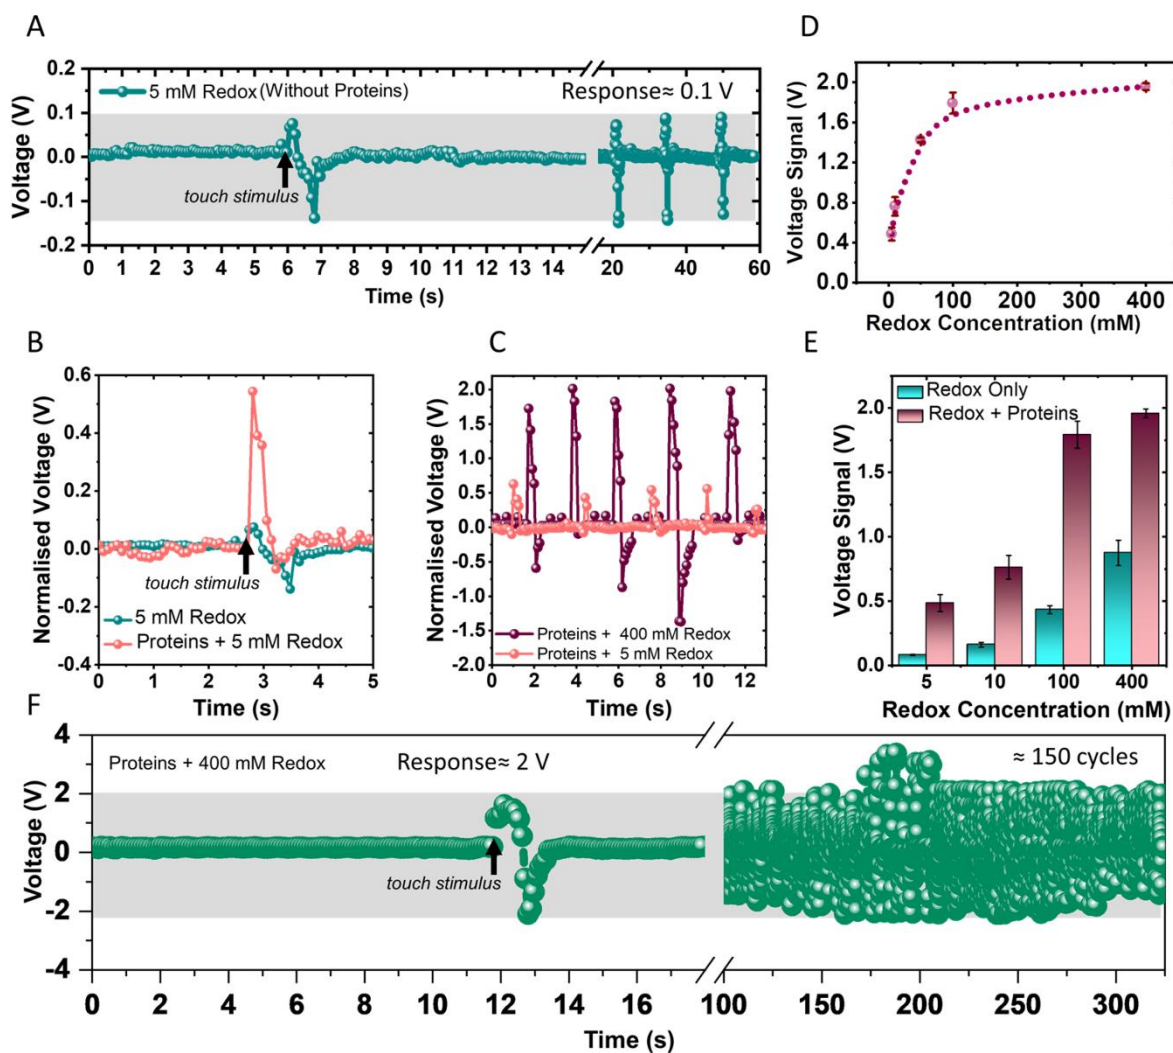 A
5 mM Redox (Without Proteins)
Response≈ 0.1 V
touch stimulus
Voltage (V)
0.2
0.1
0.0
-0.1
-0.2
0 1 2 3 4 5 6 7 8 9 10 11 12 13 14 20 40 60
Time (s)
D
Voltage Signal (V)
2.0
1.6
1.2
0.8
0.4
0.0
0 100 200 300 400
Redox Concentration (mM)
B
Normalised Voltage (V)
0.6
0.4
0.2
0.0
-0.2
-0.4
touch stimulus
5 mM Redox
Proteins + 5 mM Redox
0 1 2 3 4 5
Time (s)
C
Normalised Voltage (V)
2.0
1.5
1.0
0.5
0.0
-0.5
-1.0
-1.5
-2.0
Proteins + 400 mM Redox
Proteins + 5 mM Redox
0 2 4 6 8 10 12
Time (s)
E
Redox Only
Redox + Proteins
Voltage Signal (V)
2.0
1.5
1.0
0.5
0.0
5 10 100 400
Redox Concentration (mM)
F
Proteins + 400 mM Redox
Response≈ 2 V
≈ 150 cycles
touch stimulus
Voltage (V)
4
2
0
-2
-4
0 2 4 6 8 10 12 14 16 100 150 200 250 300
Time (s)